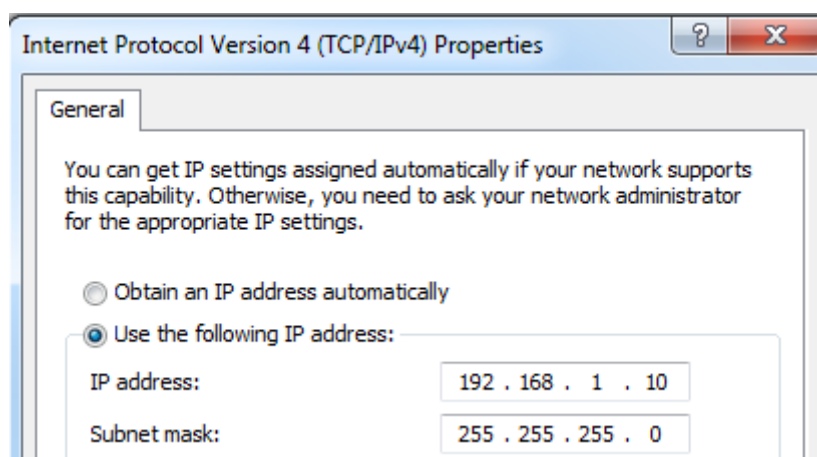 Internet Protocol Version 4 (TCP/IPv4) Properties
General
You can get IP settings assigned automatically if your network supports
this capability. Otherwise, you need to ask your network administrator
for the appropriate IP settings.
Obtain an IP address automatically
Use the following IP address:
IP address: 192 . 168 . 1 . 10
Subnet mask: 255 . 255 . 255 . 0